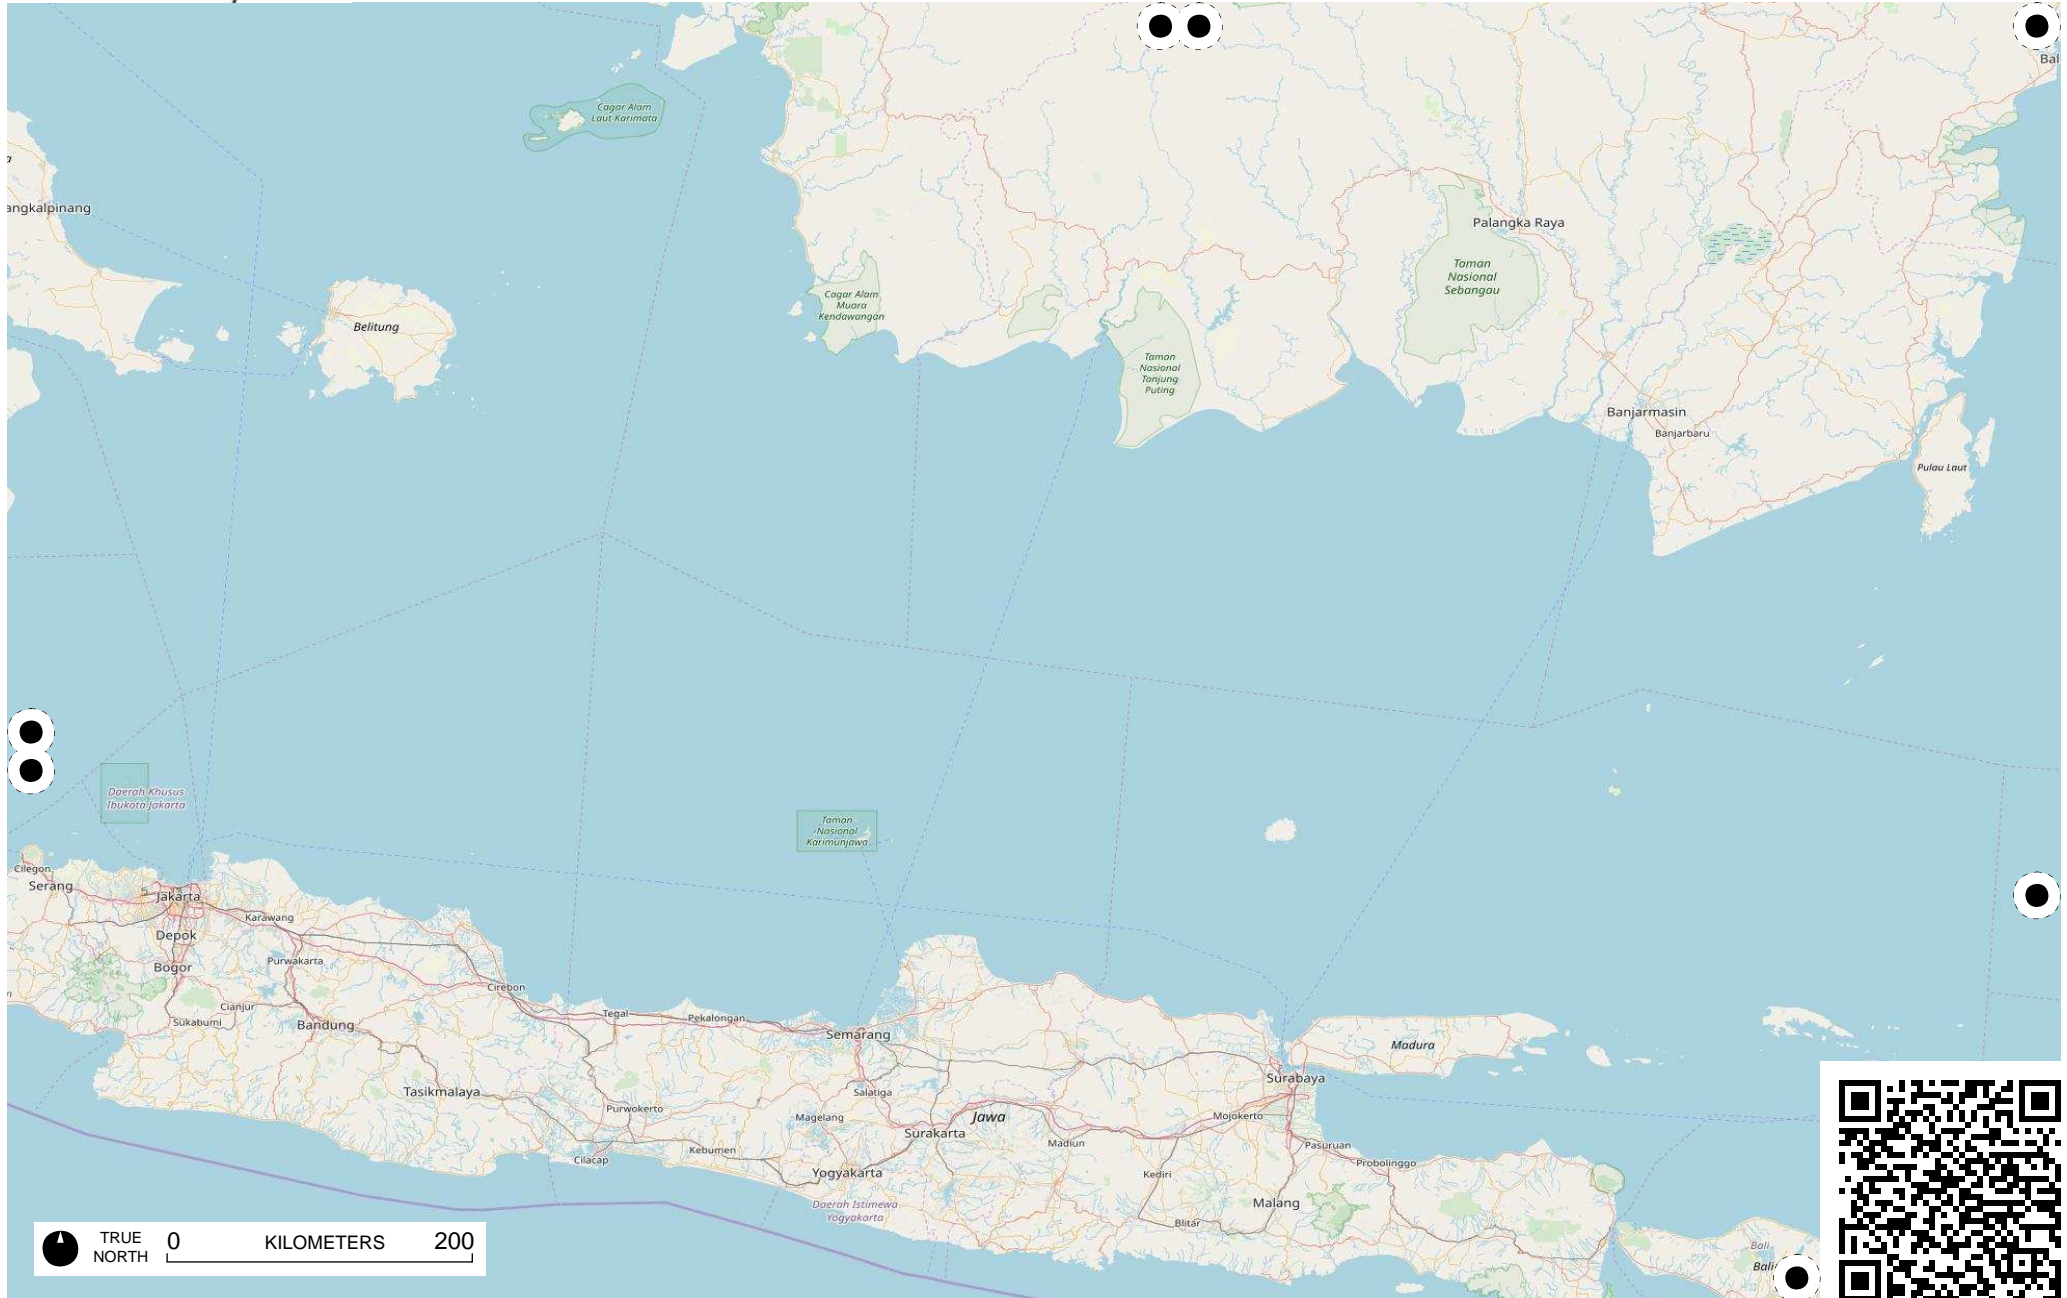 Bal
Cagar Alam
Laut Karimata
angkalpinang
Palangka Raya
Taman
Nasional
Sebangau
Cagar Alam
Muara
Kendawangan
Belitung
Taman
Nasional
Tanjung
Puting
Banjarmasin
Banjarbaru
Pulau Laut
Daerah Khusus
Ibukota Jakarta
Taman
Nasional
Karimunjawa
Cilegon
Serang
Jakarta
Karawang
Depok
Purwakarta
Bogor
Cirebon
Cianjur
Sukabumi
Bandung
Tegal
Pekalongan
Semarang
Madura
Surabaya
Tasikmalaya
Salatiga
Purwokerto
Magelang
Jawa
Mojokerto
Surakarta
Madiun
Pasuruan
Kebumen
Cilacap
Probolinggo
Yogyakarta
Kediri
Daerah Istimewa
Yogyakarta
Malang
Blitar
Bali
Bali
TRUE
NORTH
0 KILOMETERS 200